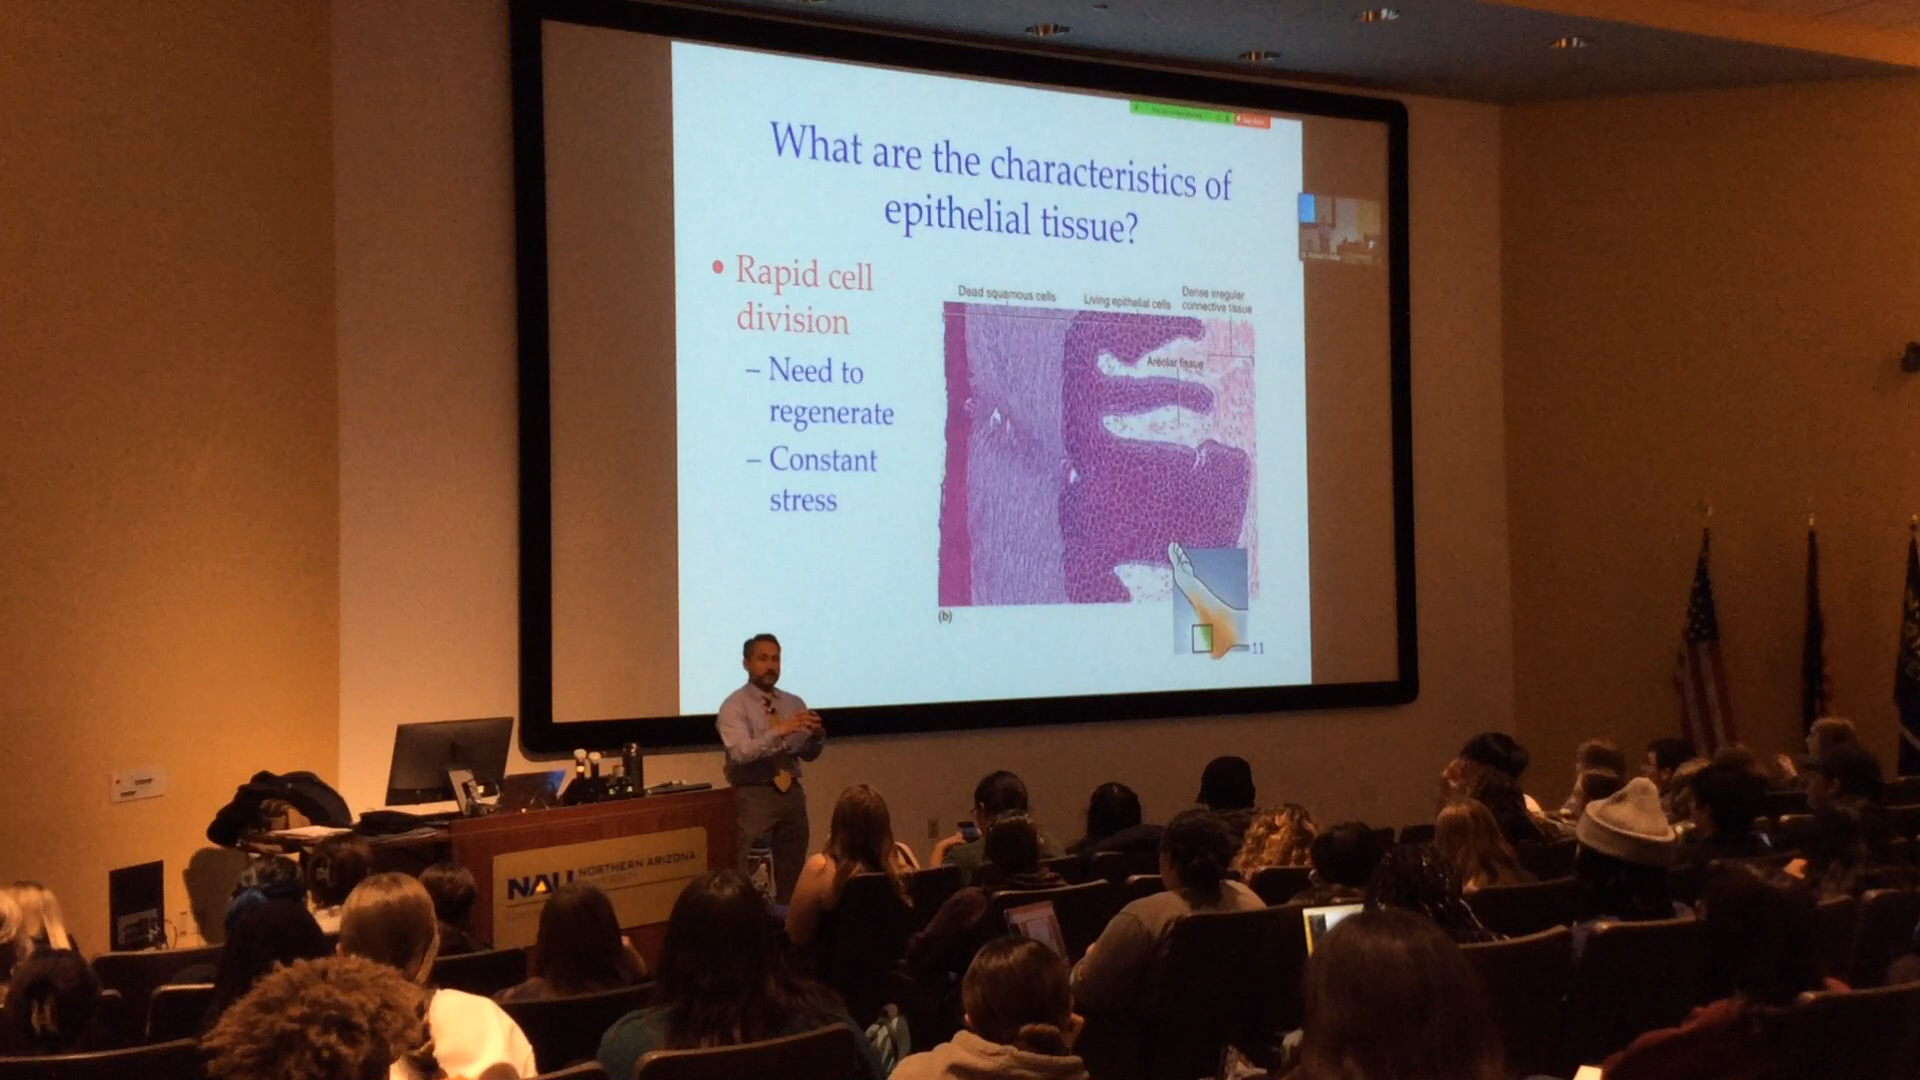 What are the characteristics of
epithelial tissue?
• Rapid cell
division
– Need to
regenerate
– Constant
stress
Dead squamous cells
Living epithelial cells
Dense irregular
connective tissue
Areolar tissue
(b)
11
NAU NORTHERN ARIZONA